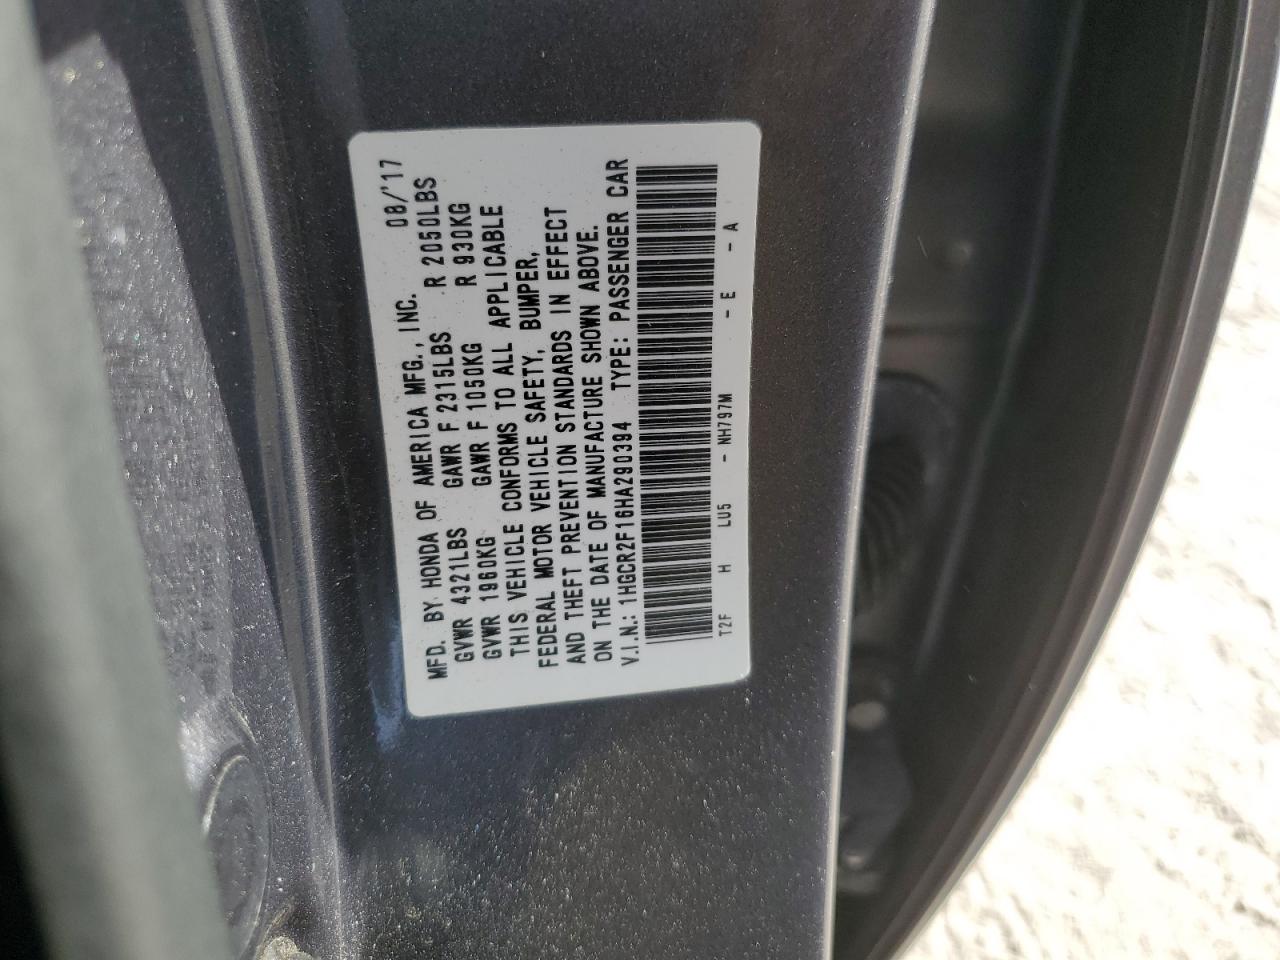 MFD. BY HONDA OF AMERICA MFG., INC. 08/'17
GVWR 4321LBS GAWR F 2315LBS R 2050LBS
GVWR 1960KG GAWR F 1050KG R 930KG
THIS VEHICLE CONFORMS TO ALL APPLICABLE
FEDERAL MOTOR VEHICLE SAFETY, BUMPER,
AND THEFT PREVENTION STANDARDS IN EFFECT
ON THE DATE OF MANUFACTURE SHOWN ABOVE.
V.I.N.: 1HGCR2F16HA290394 TYPE: PASSENGER CAR
T2F H LU5 - NH797M - E - A